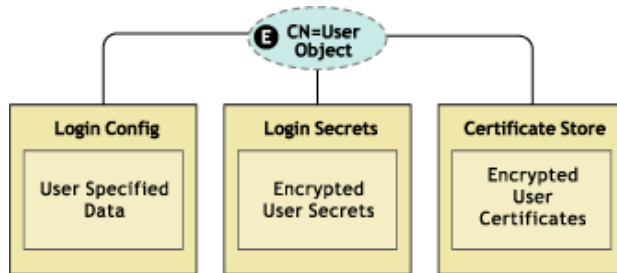 E CN=User
Object
Login Config
User Specified
Data
Login Secrets
Encrypted
User Secrets
Certificate Store
Encrypted
User
Certificates